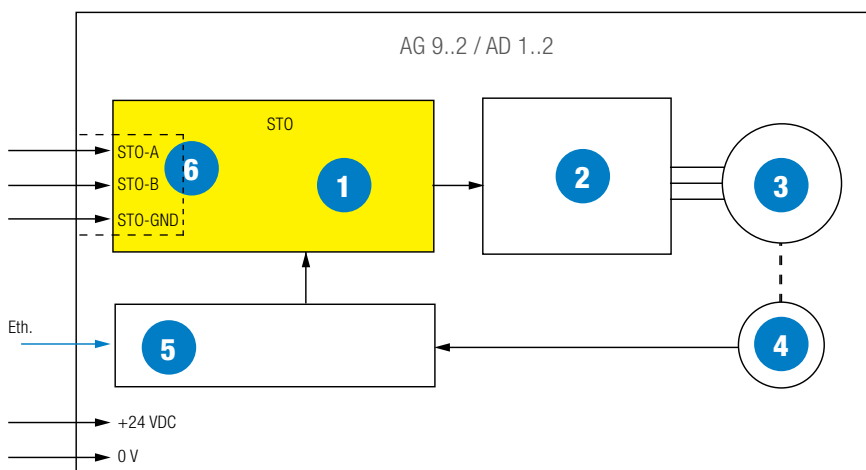 AG 9..2 / AD 1..2
STO
STO-A
6
STO-B
1
2
3
STO-GND
Eth.
5
4
+24 VDC
0 V